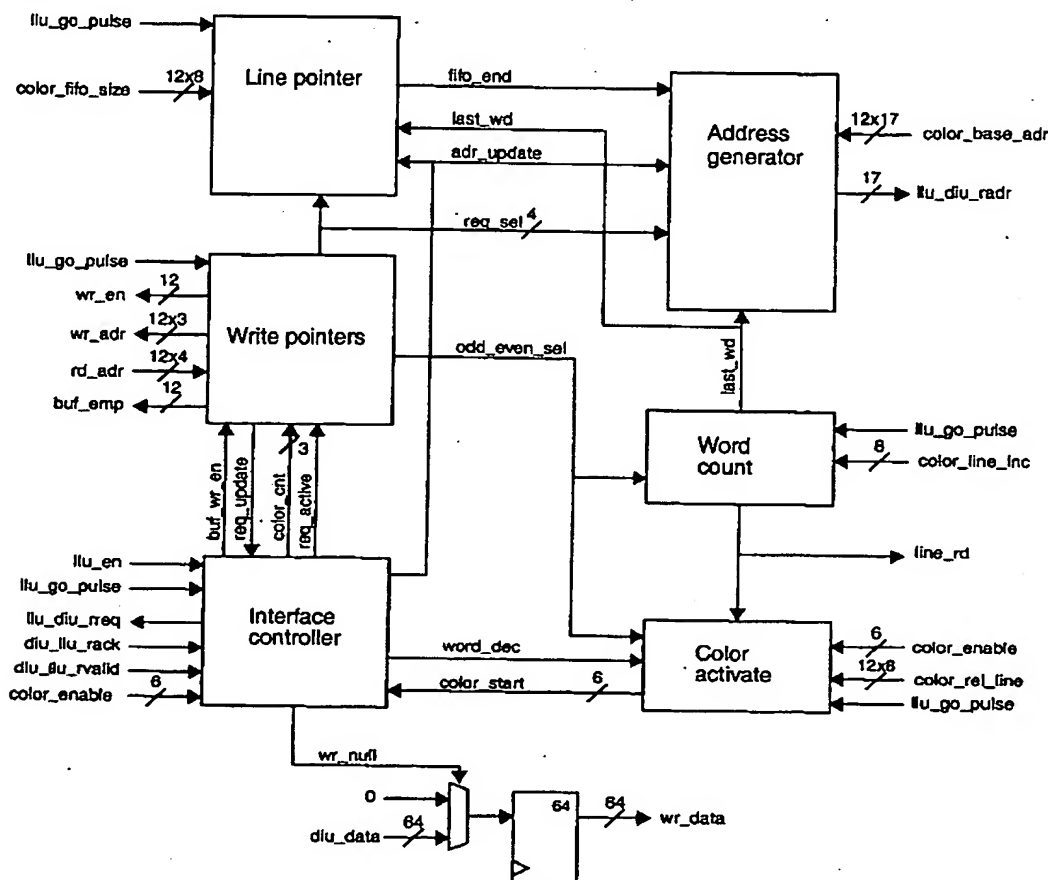 llu_go_pulse
color_fifo_size
12x8
Line pointer
fifo_end
last_wd
adr_update
req_sel
4
Address
generator
12x17
color_base_adr
17
llu_diu_radr
llu_go_pulse
wr_en
12
wr_adr
12x3
rd_adr
12x4
buf_emp
12
Write pointers
odd_even_sel
last_wd
Word
count
llu_go_pulse
8
color_line_inc
line_rd
buf_wr_en
req_update
color_cnt
3
req_active
llu_en
llu_go_pulse
llu_diu_rreq
diu_llu_rack
diu_llu_rvalid
color_enable
6
Interface
controller
word_dec
color_start
6
Color
activate
6
color_enable
12x8
color_rel_line
llu_go_pulse
wr_null
0
diu_data
64
64
64
wr_data